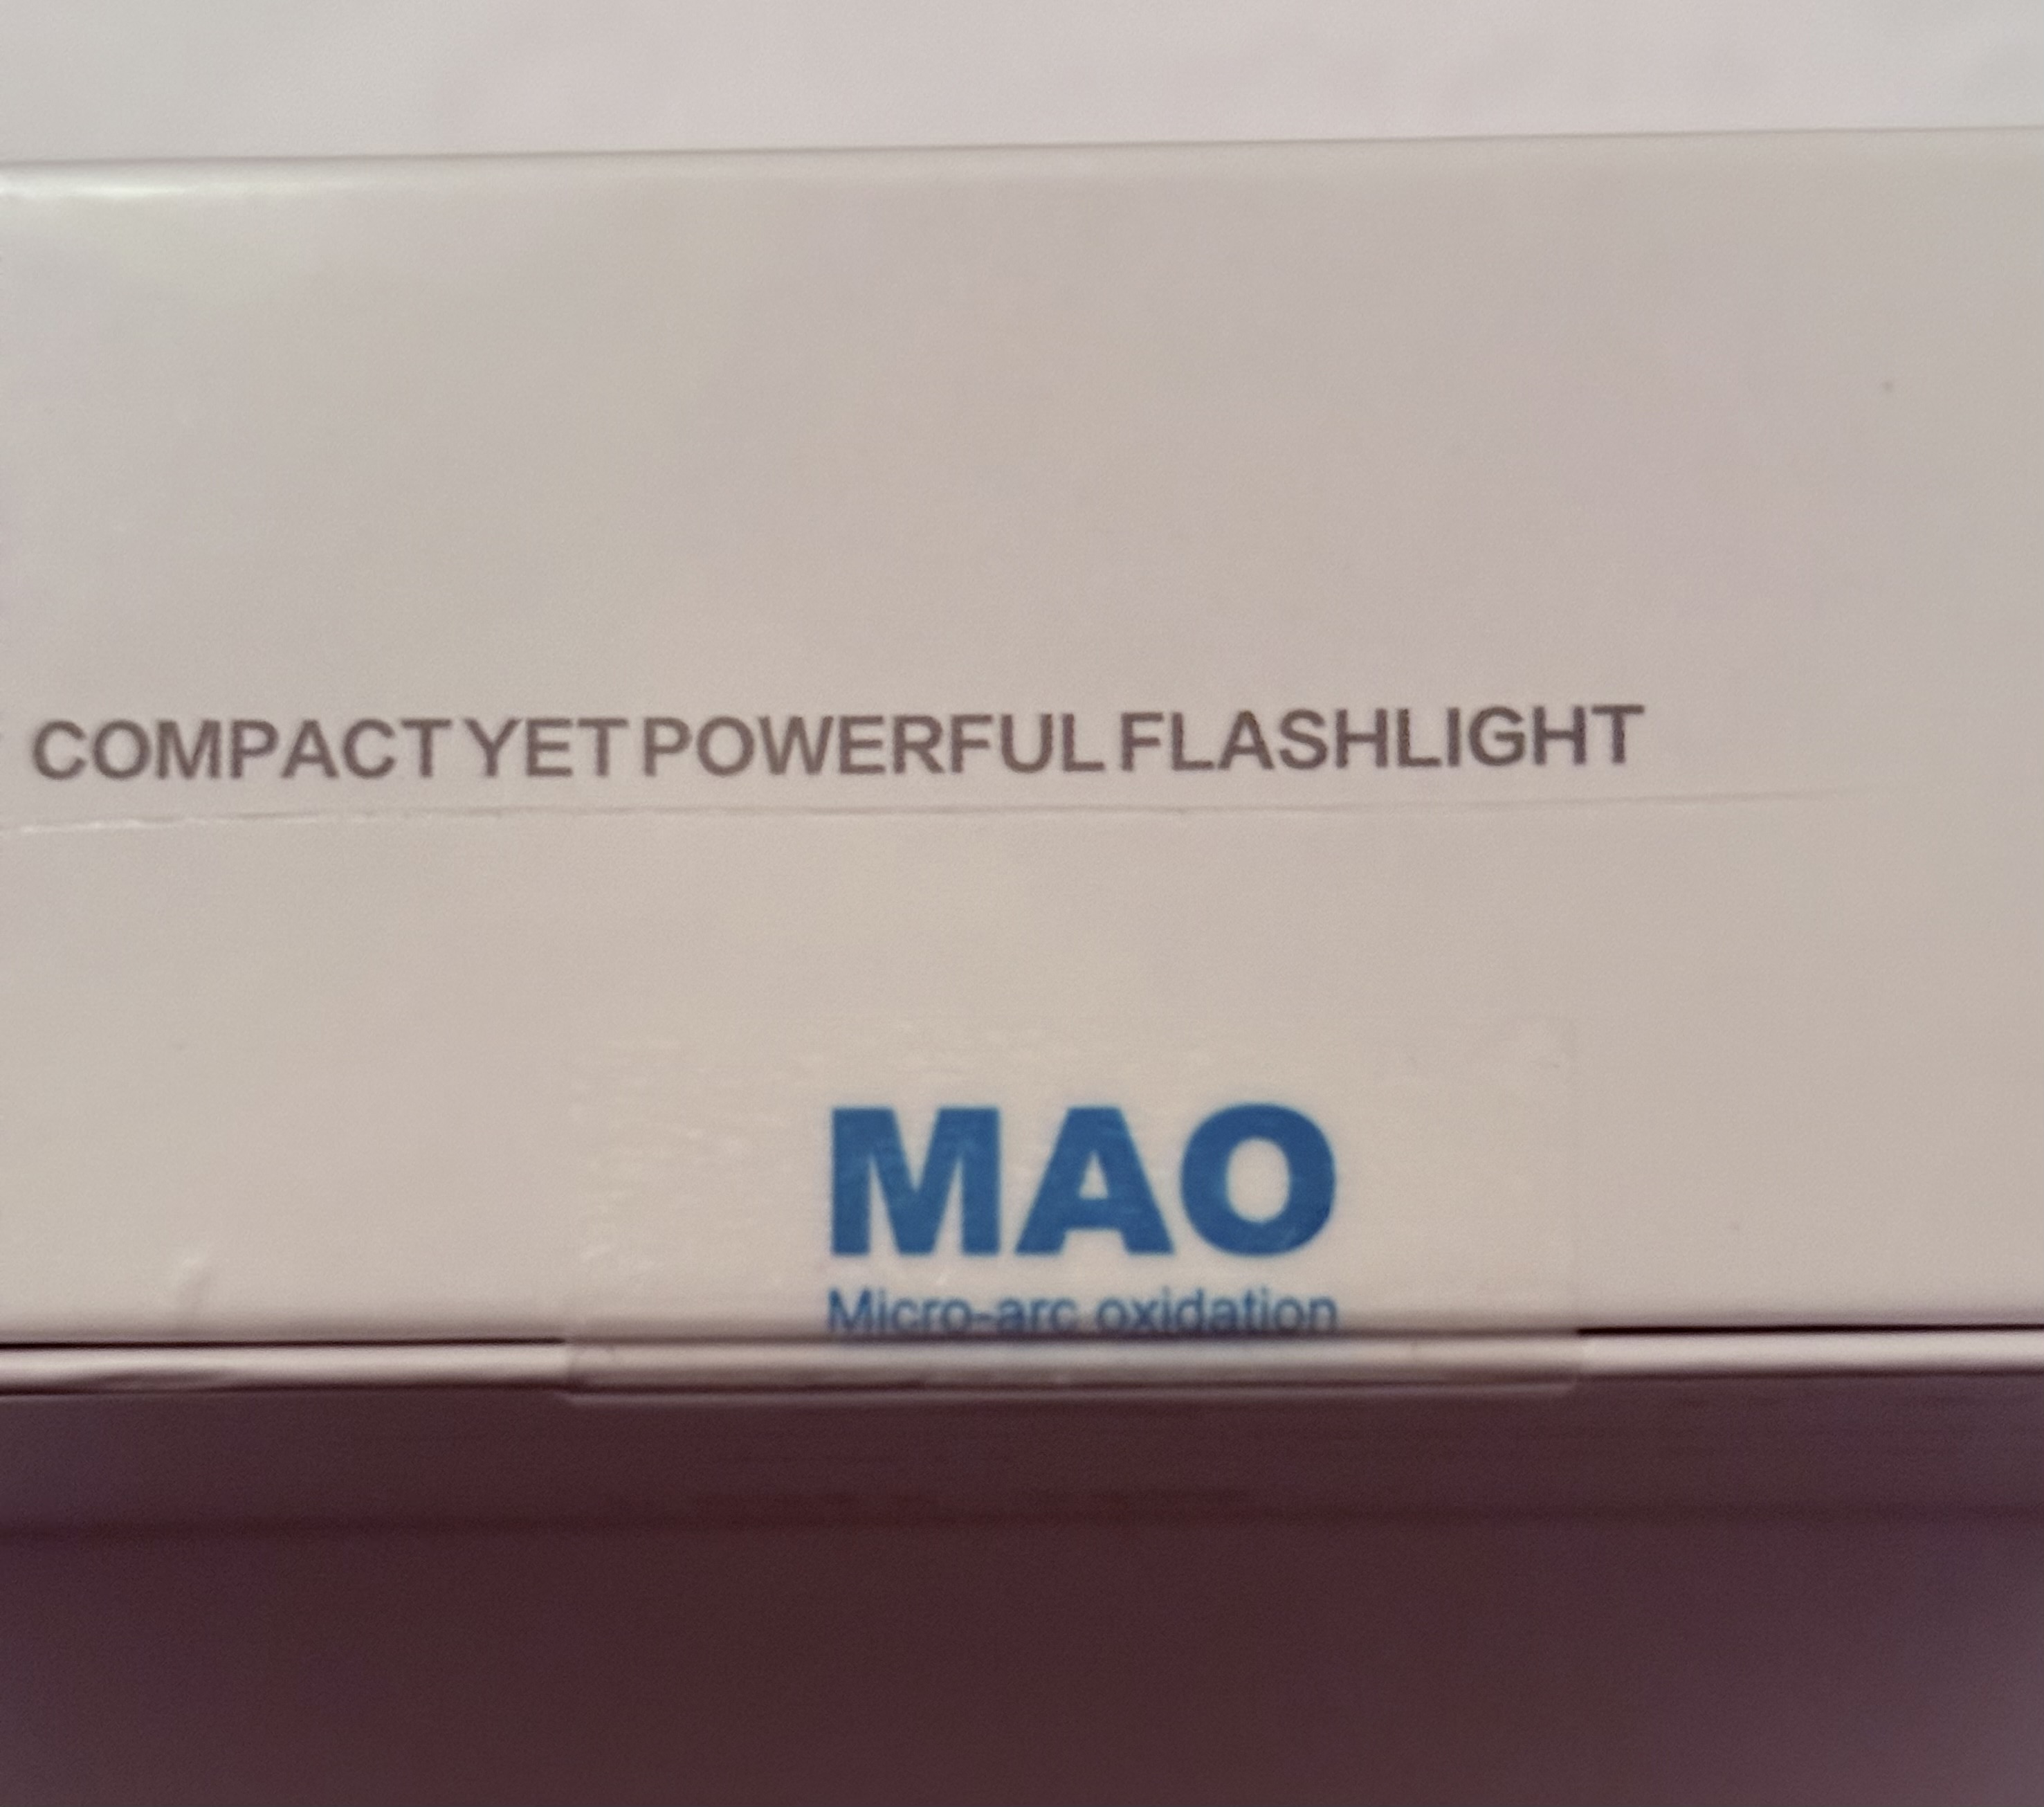 COMPACT YET POWERFUL FLASHLIGHT
MAO
Micro-arc oxidation